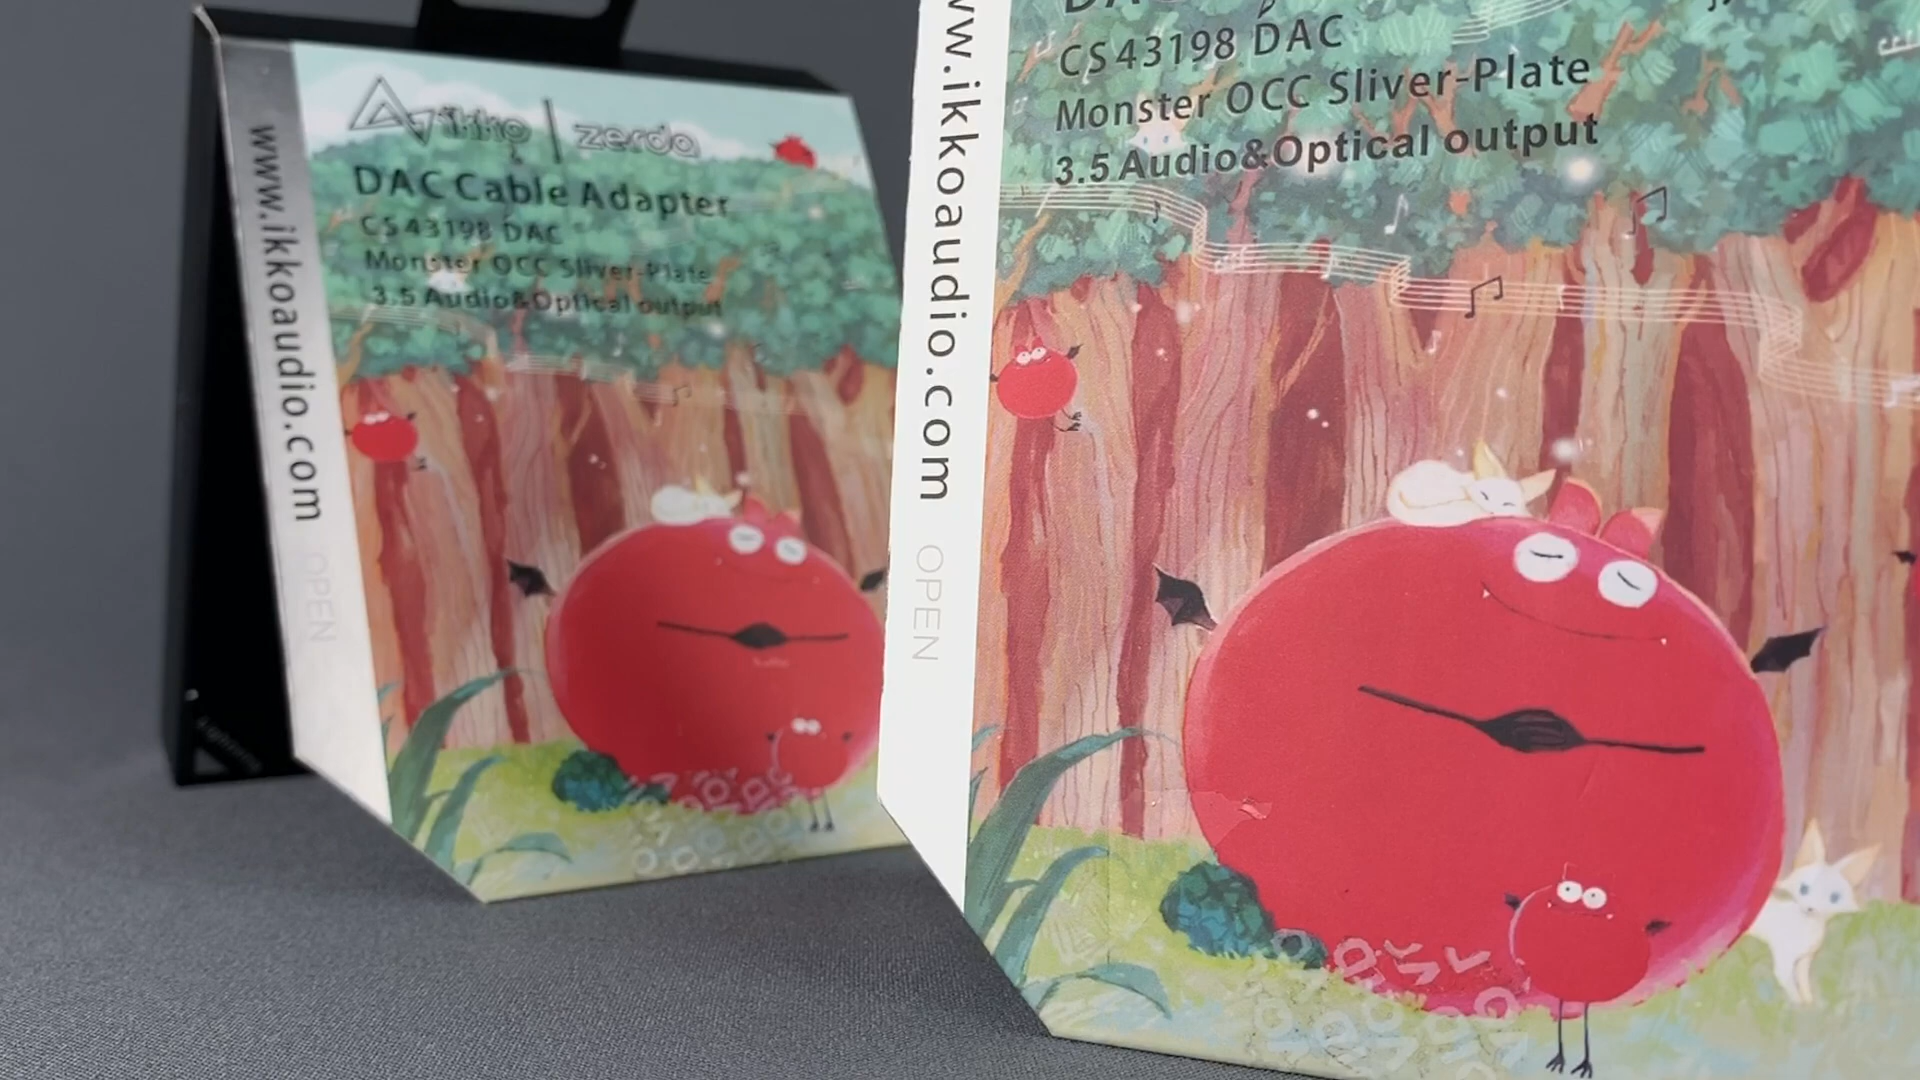 www.ikkoaudio.com
OPEN
ikko | zerda
DAC Cable Adapter
CS43198 DAC
Monster OCC Sliver-Plate
3.5 Audio&Optical output
ww.ikkoaudio.com
OPEN
CS43198 DAC
Monster OCC Sliver-Plate
3.5 Audio&Optical output